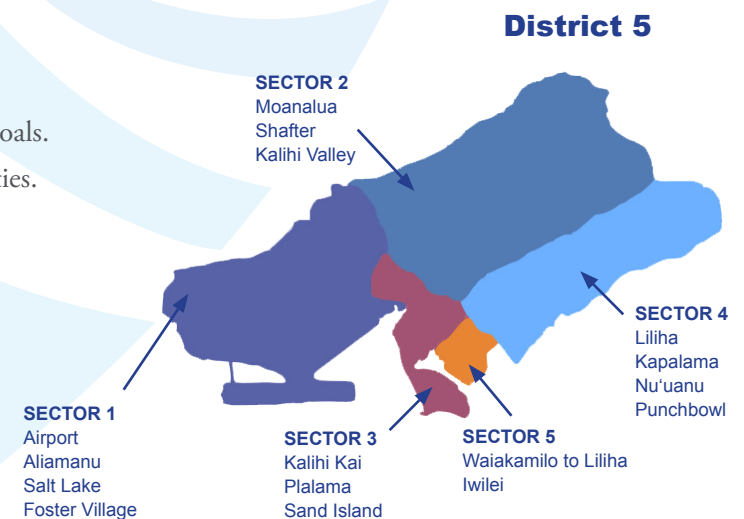 District 5
SECTOR 2
Moanalua
Shafter
Kalihi Valley
oals.
ties.
SECTOR 4
Liliha
Kapalama
Nu‘uanu
Punchbowl
SECTOR 1
Airport
Aliamanu
Salt Lake
Foster Village
SECTOR 3
Kalihi Kai
Plalama
Sand Island
SECTOR 5
Waiakamilo to Liliha
Iwilei